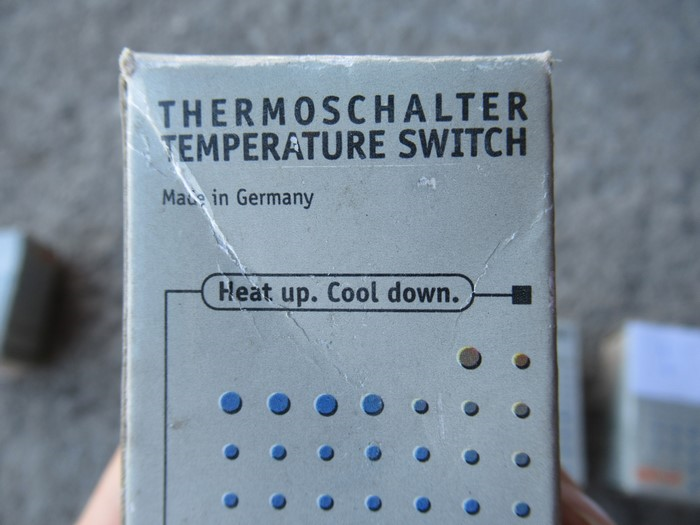 THERMOSCHALTER
TEMPERATURE SWITCH
Made in Germany
Heat up. Cool down.